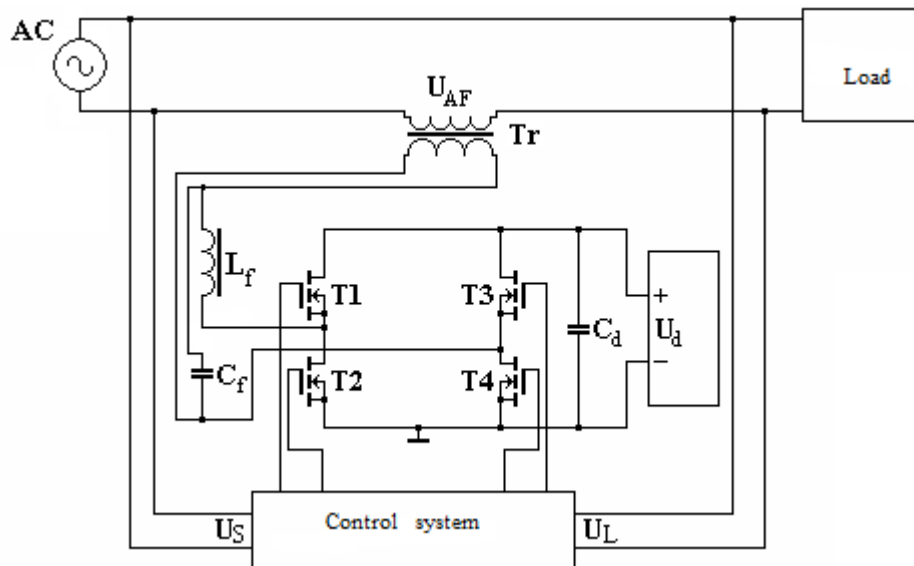 AC
Load
U_AF
Tr
L_f
T1
T3
+
C_d
U_d
−
C_f
T2
T4
U_S
Control system
U_L